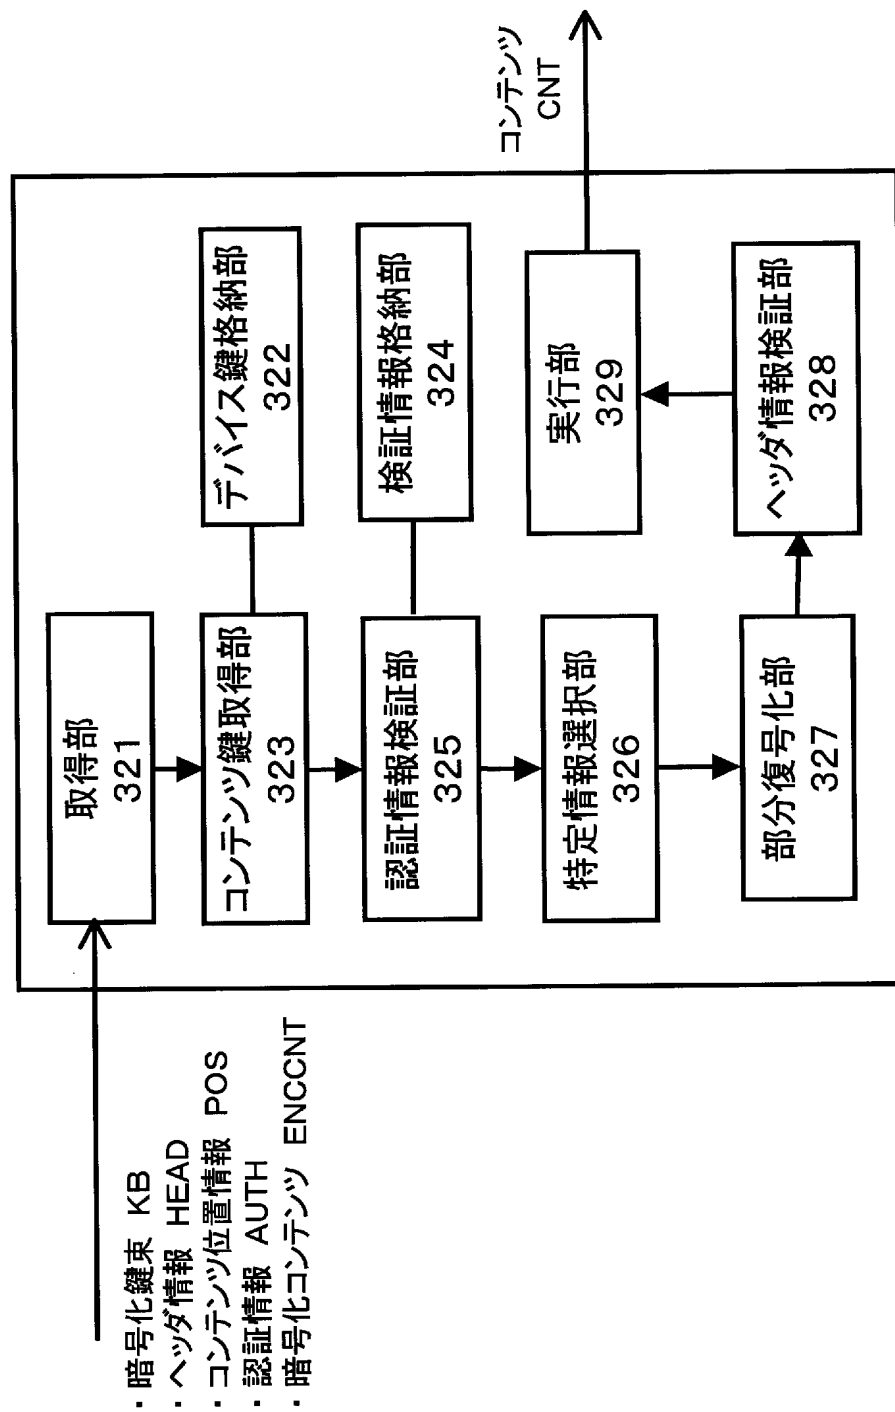 ・暗号化鍵束 KB
・ヘッダ情報 HEAD
・コンテンツ位置情報 POS
・認証情報 AUTH
・暗号化コンテンツ ENCCNT
取得部
321
コンテンツ鍵取得部
323
デバイス鍵格納部
322
認証情報検証部
325
検証情報格納部
324
特定情報選択部
326
部分復号化部
327
ヘッダ情報検証部
328
実行部
329
コンテンツ
CNT